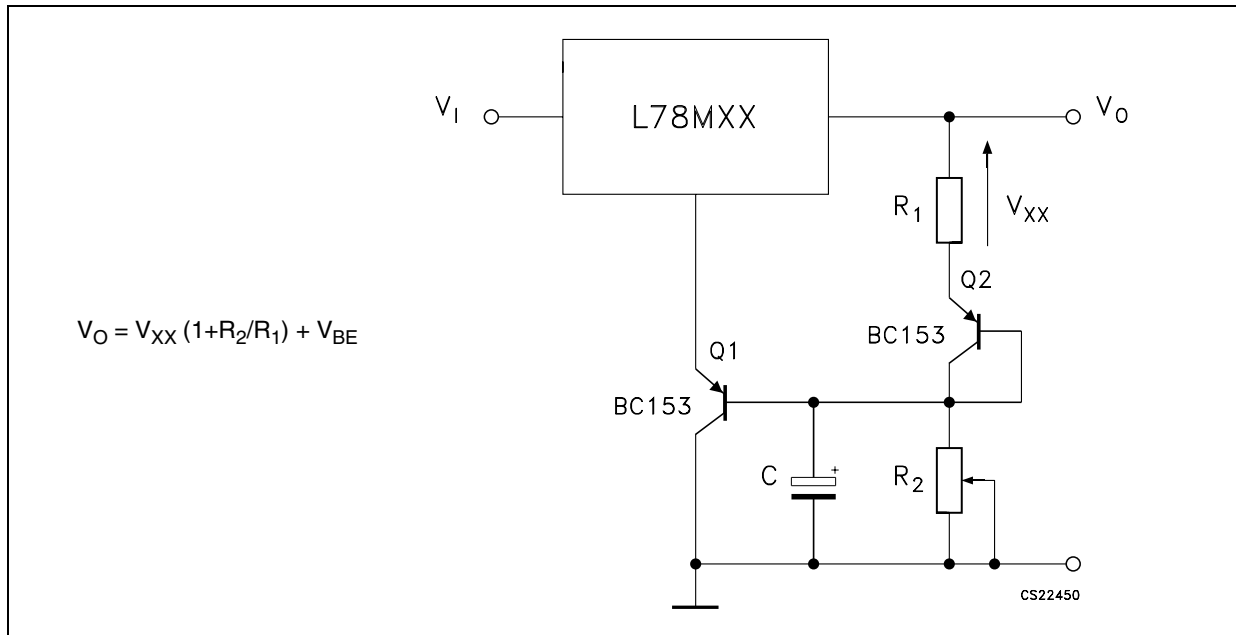 L78MXX
V_I
V_O
R_1
V_XX
Q2
BC153
V_O = V_XX (1+R_2/R_1) + V_BE
Q1
BC153
C
+
R_2
CS22450